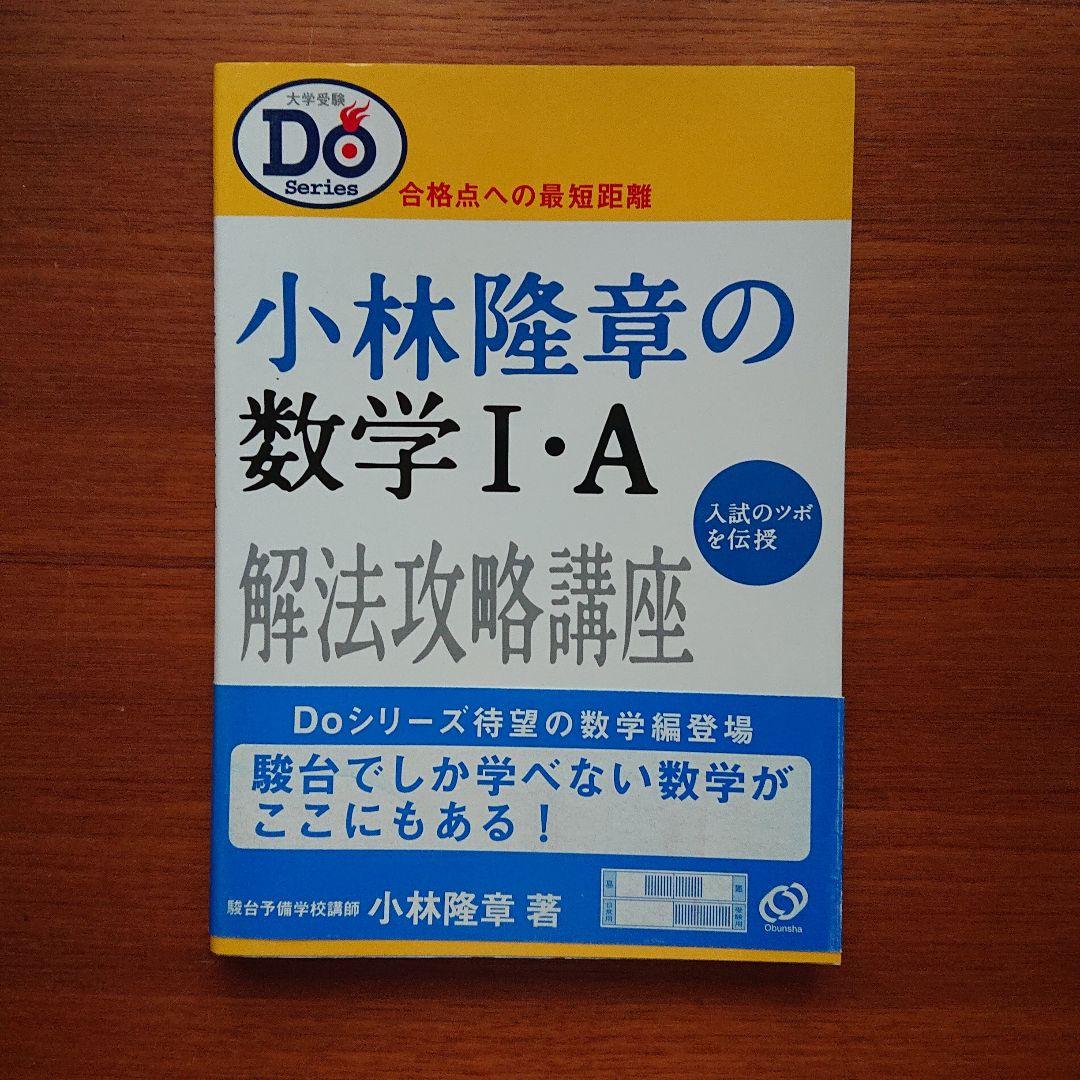 大学受験
Do
Series
合格点への最短距離
小林隆章の
数学I・A
入試のツボ
を伝授
解法攻略講座
Doシリーズ待望の数学編登場
駿台でしか学べない数学が
ここにもある！
駿台予備学校講師 小林隆章 著
Obunsha